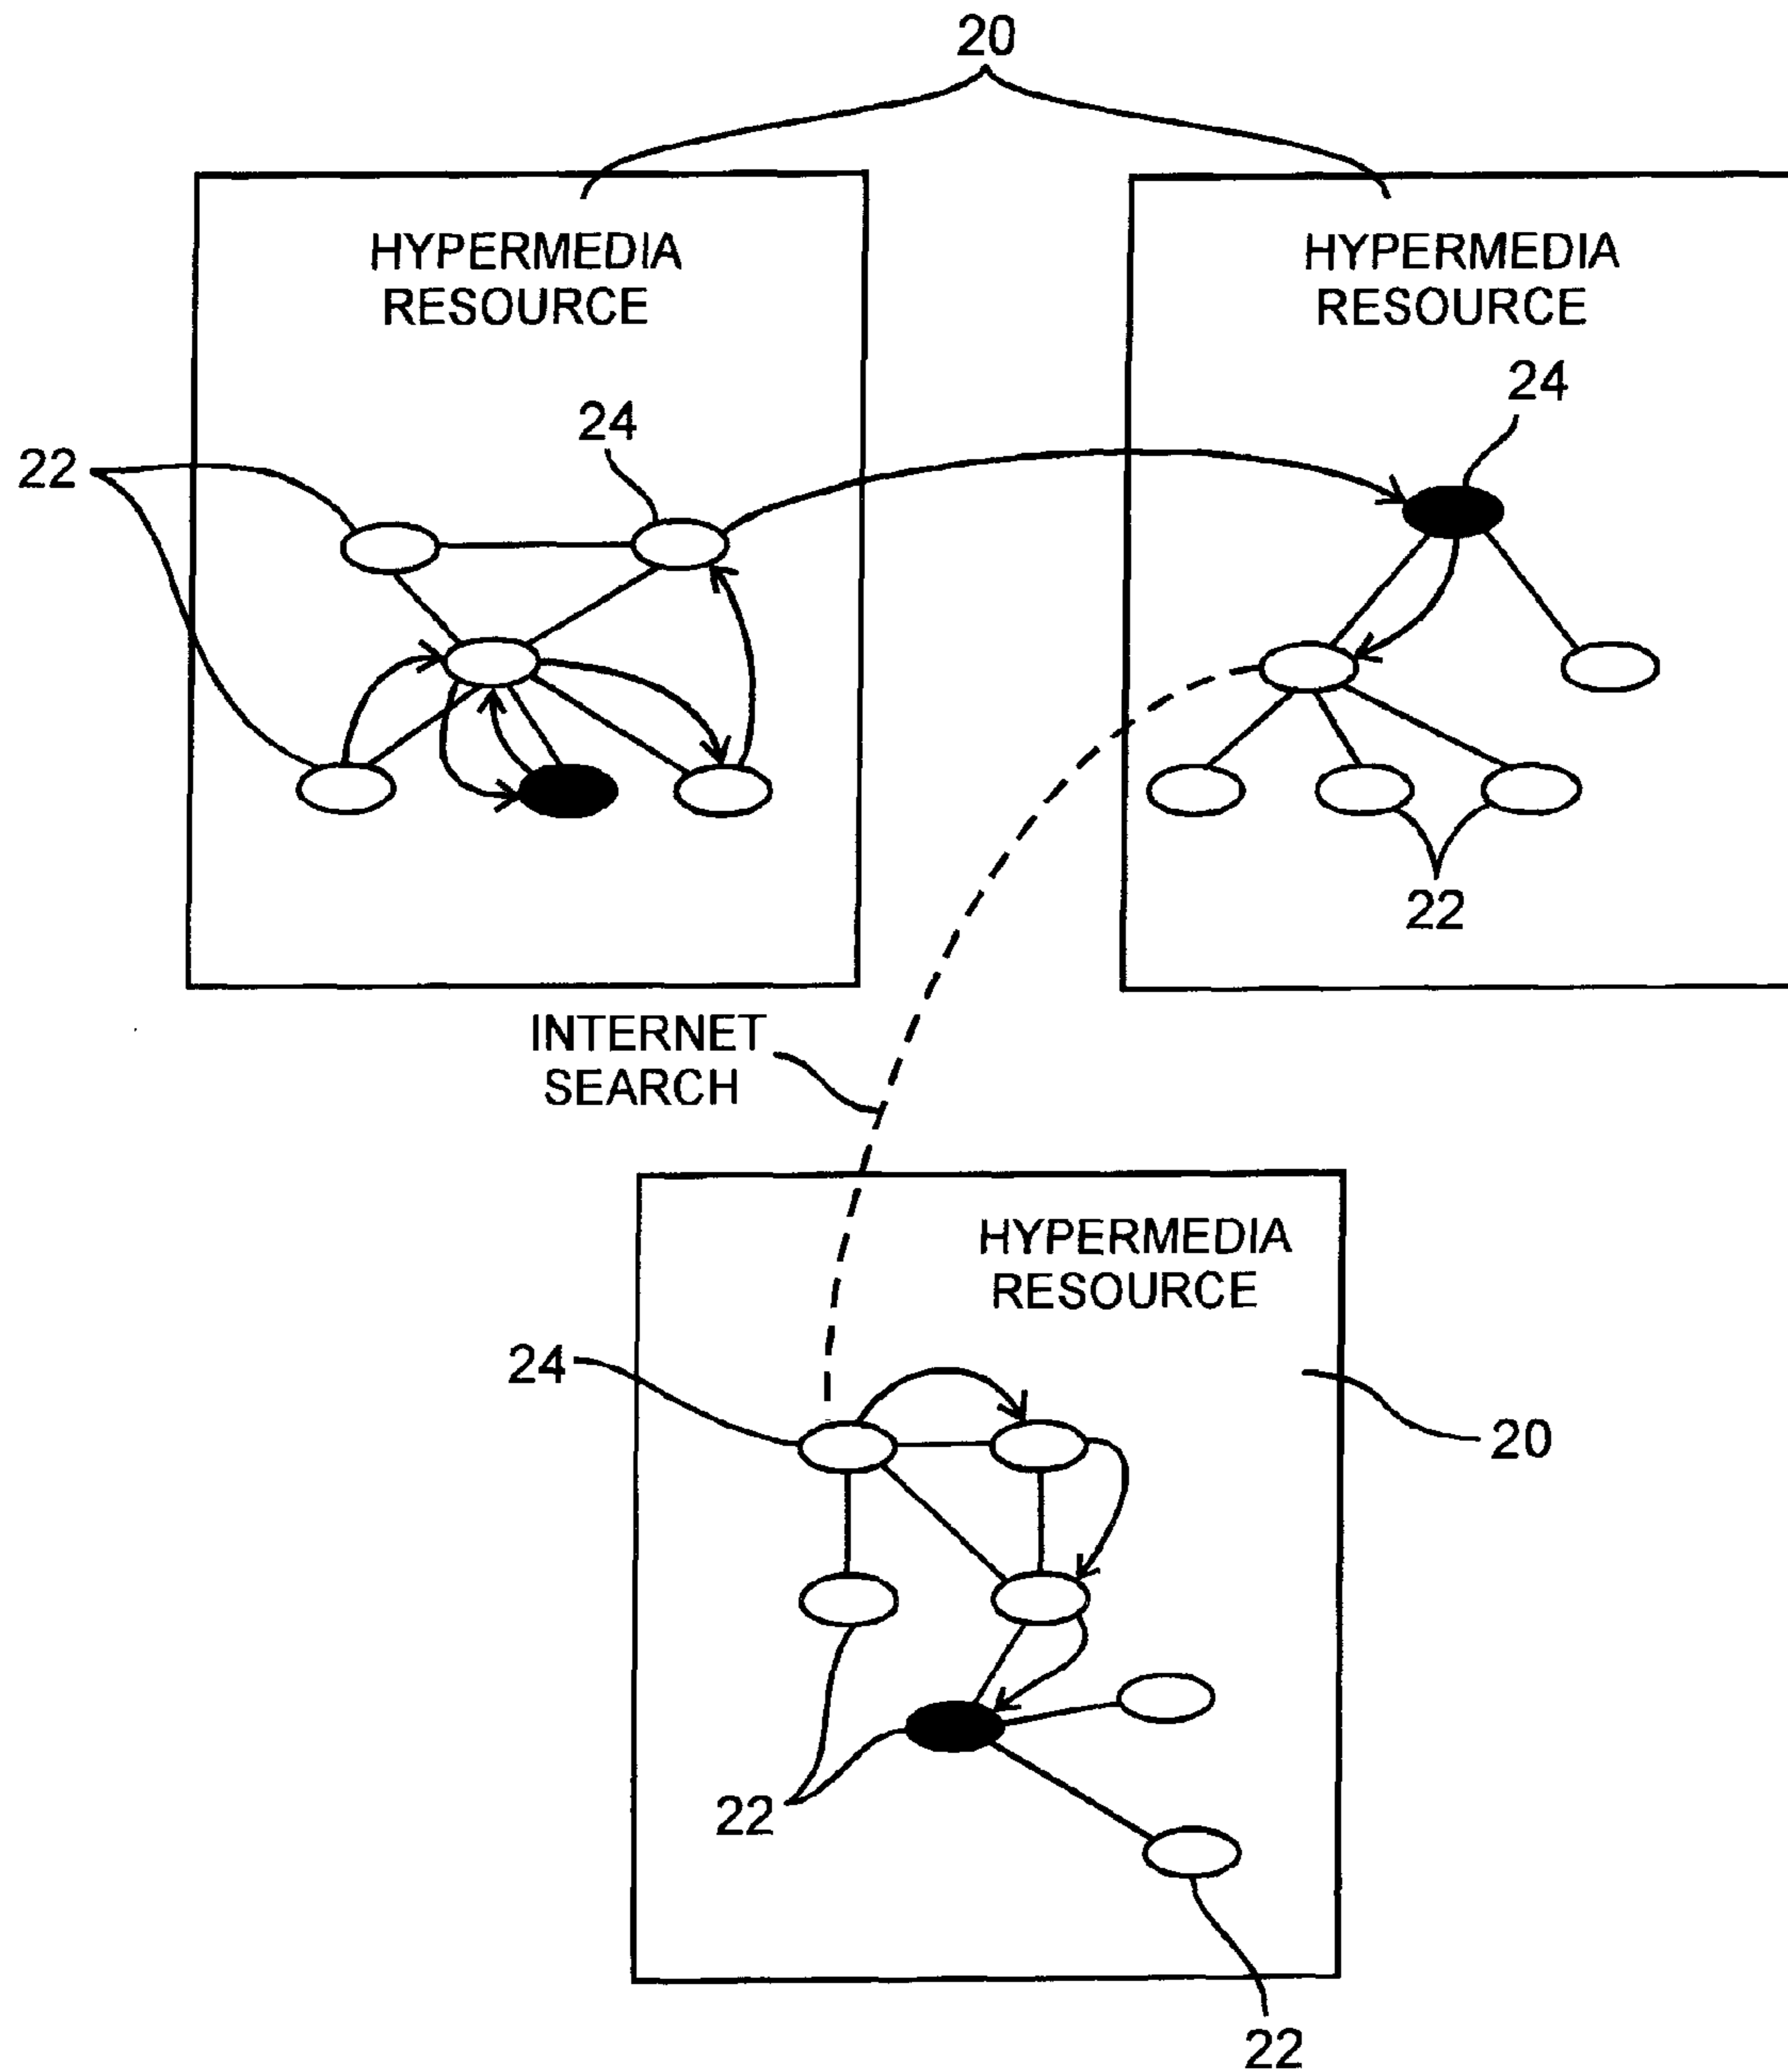 20
HYPERMEDIA
RESOURCE
HYPERMEDIA
RESOURCE
24
24
22
22
INTERNET
SEARCH
HYPERMEDIA
RESOURCE
24
20
22
22